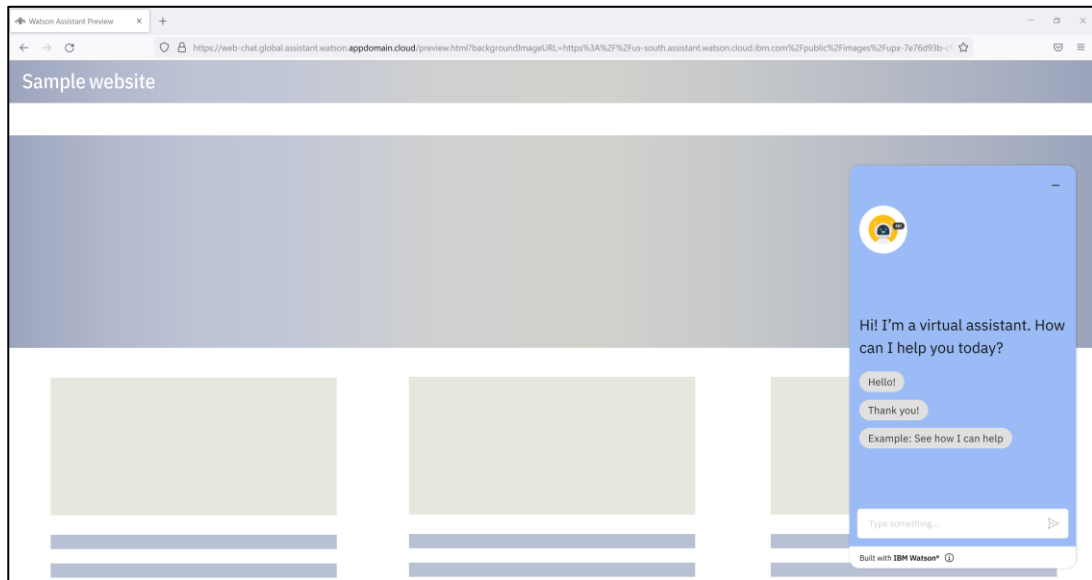 Watson Assistant Preview
https://web-chat.global.assistant.watson.appdomain.cloud/preview.html?backgroundImageURL=https%3A%2F%2Fus-south.assistant.watson.cloud.ibm.com%2Fpublic%2Fimages%2Fupx-7e76d93b-c
Sample website
HI!
Hi! I’m a virtual assistant. How
can I help you today?
Hello!
Thank you!
Example: See how I can help
Type something...
Built with IBM Watson®